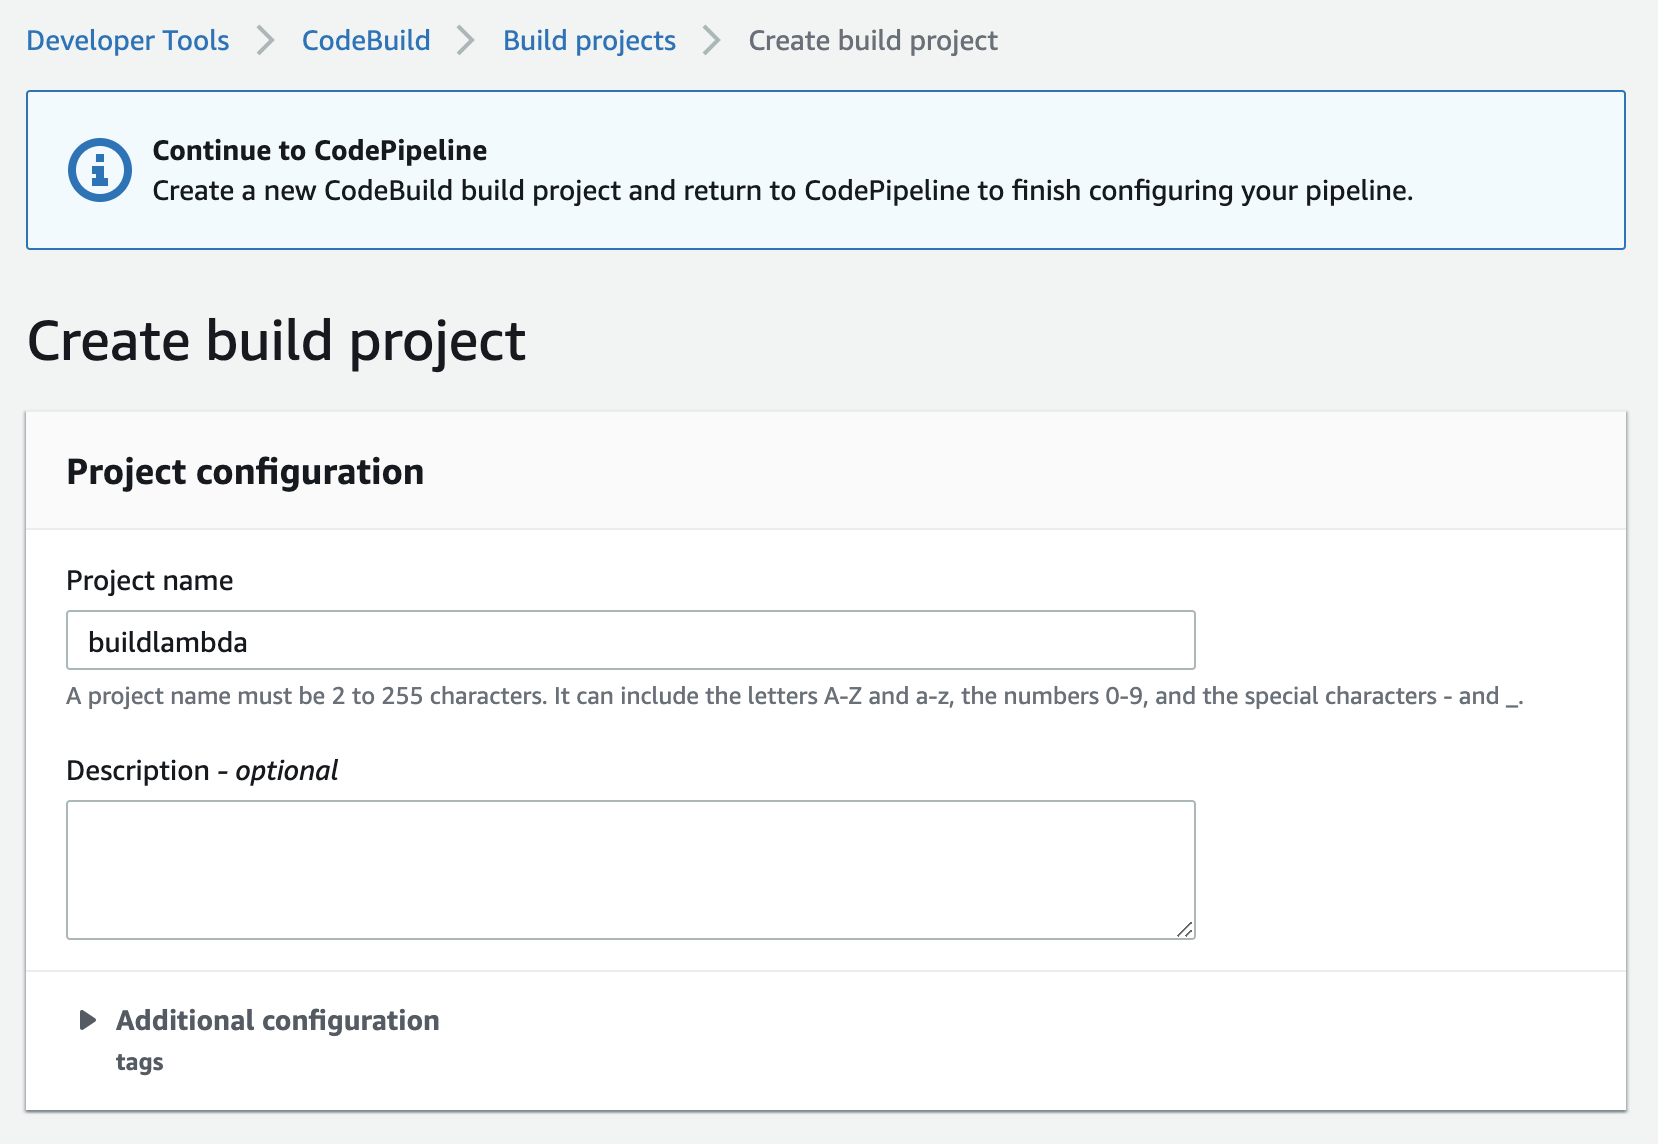 Developer Tools > CodeBuild > Build projects > Create build project
Continue to CodePipeline
Create a new CodeBuild build project and return to CodePipeline to finish configuring your pipeline.
Create build project
Project configuration
Project name
buildlambda
A project name must be 2 to 255 characters. It can include the letters A-Z and a-z, the numbers 0-9, and the special characters - and _.
Description - optional
Additional configuration
tags